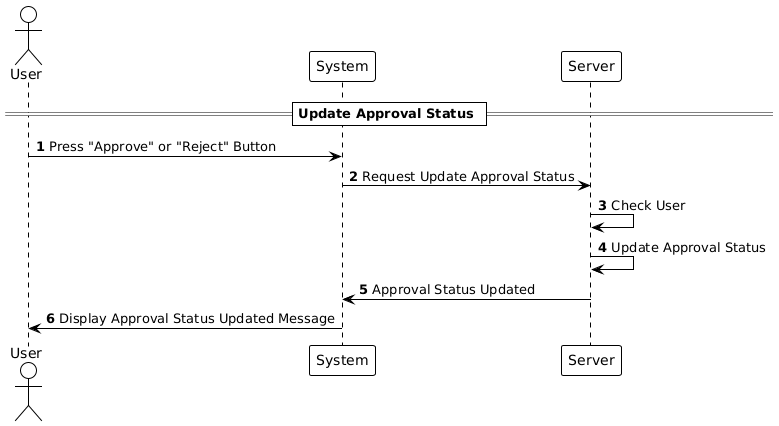 User
System
Server
Update Approval Status
1 Press "Approve" or "Reject" Button
2 Request Update Approval Status
3 Check User
4 Update Approval Status
5 Approval Status Updated
6 Display Approval Status Updated Message
User
System
Server